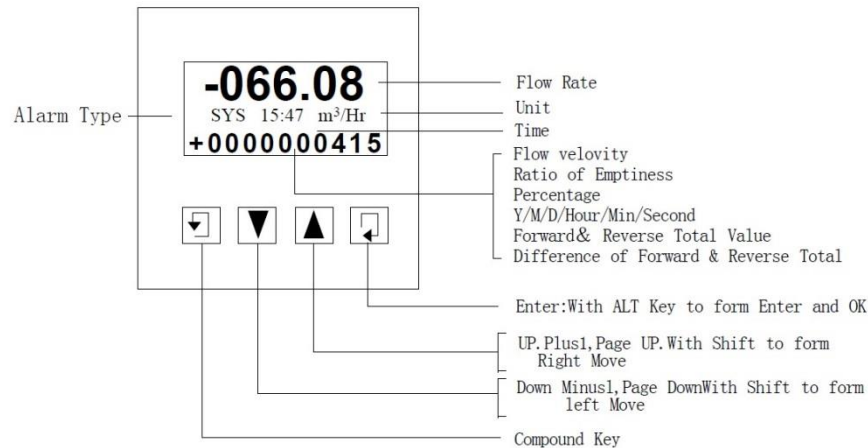 -066.08
SYS 15:47 m³/Hr
+0000000415
Alarm Type
Flow Rate
Unit
Time
Flow velovity
Ratio of Emptiness
Percentage
Y/M/D/Hour/Min/Second
Forward& Reverse Total Value
Difference of Forward & Reverse Total
Enter:With ALT Key to form Enter and OK
UP.Plus1,Page UP.With Shift to form
Right Move
Down Minus1,Page DownWith Shift to form
left Move
Compound Key